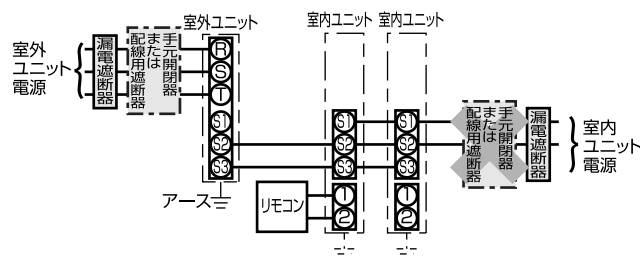 室外
ユニット
電源
漏電遮断器
手元開閉器
または
配線用遮断器
室外ユニット
R
S
T
S1
S2
S3
アース
リモコン
室内ユニット
S1
S2
S3
1
2
室内ユニット
S1
S2
S3
1
2
手元開閉器
または
配線用遮断器
漏電遮断器
室内
ユニット
電源